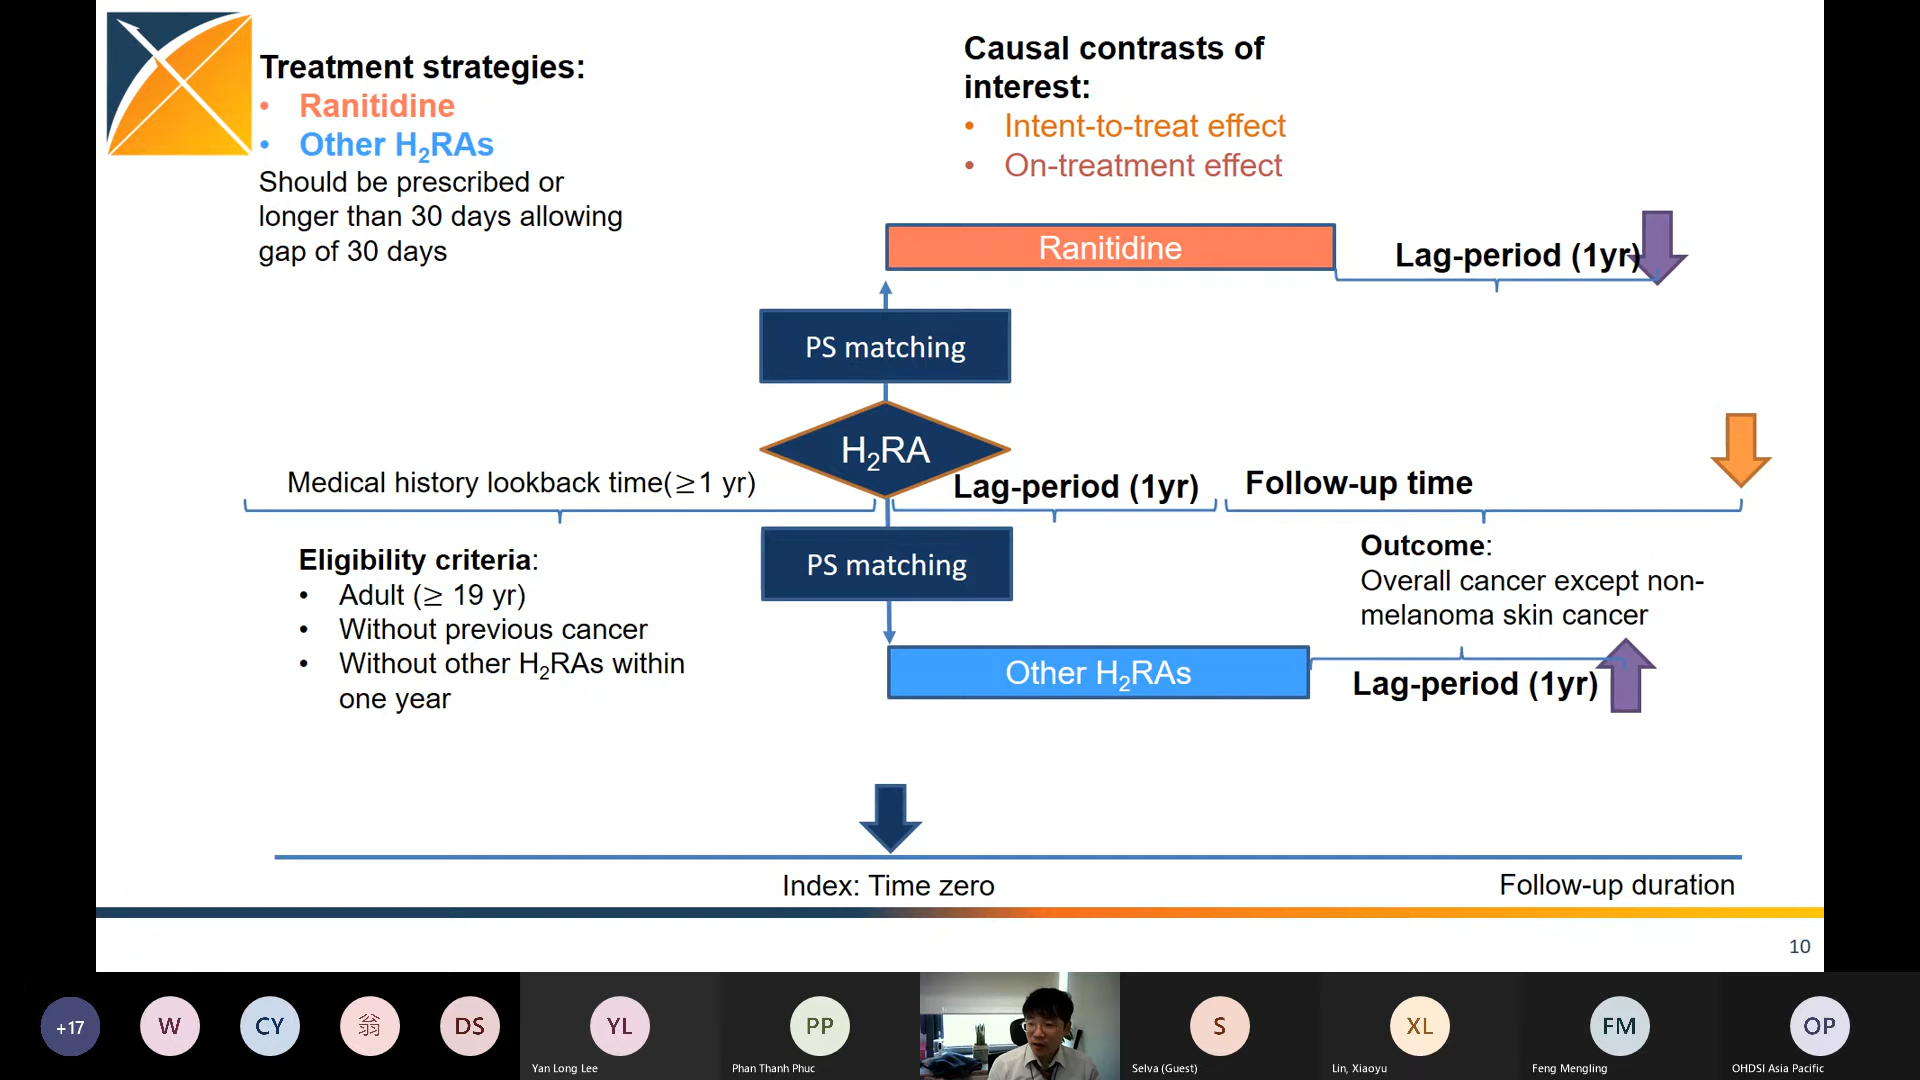 Treatment strategies:
• Ranitidine
• Other H₂RAs
Should be prescribed or
longer than 30 days allowing
gap of 30 days
Causal contrasts of
interest:
• Intent-to-treat effect
• On-treatment effect
Ranitidine
Lag-period (1yr)
PS matching
H₂RA
Medical history lookback time(≥1 yr)
Lag-period (1yr)
Follow-up time
PS matching
Eligibility criteria:
• Adult (≥ 19 yr)
• Without previous cancer
• Without other H₂RAs within
one year
Outcome:
Overall cancer except non-
melanoma skin cancer
Other H₂RAs
Lag-period (1yr)
Index: Time zero
Follow-up duration
10
+17
W
CY
翁
DS
YL
Yan Long Lee
PP
Phan Thanh Phuc
S
Selva (Guest)
XL
Lin, Xiaoyu
FM
Feng Mengling
OP
OHDSI Asia Pacific